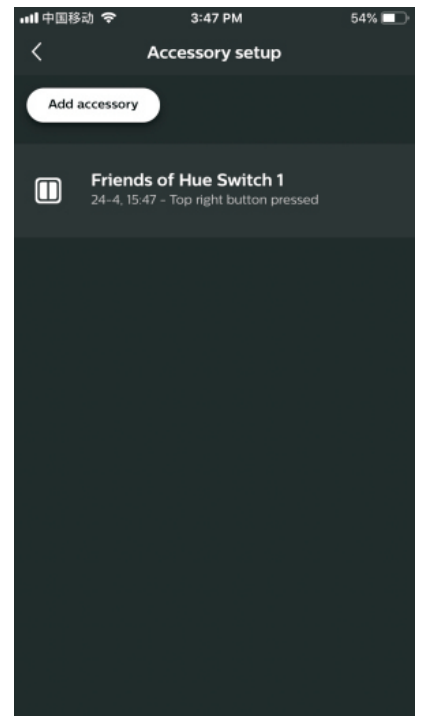 中国移动 3:47 PM 54%
Accessory setup
Add accessory
Friends of Hue Switch 1
24-4, 15:47 - Top right button pressed